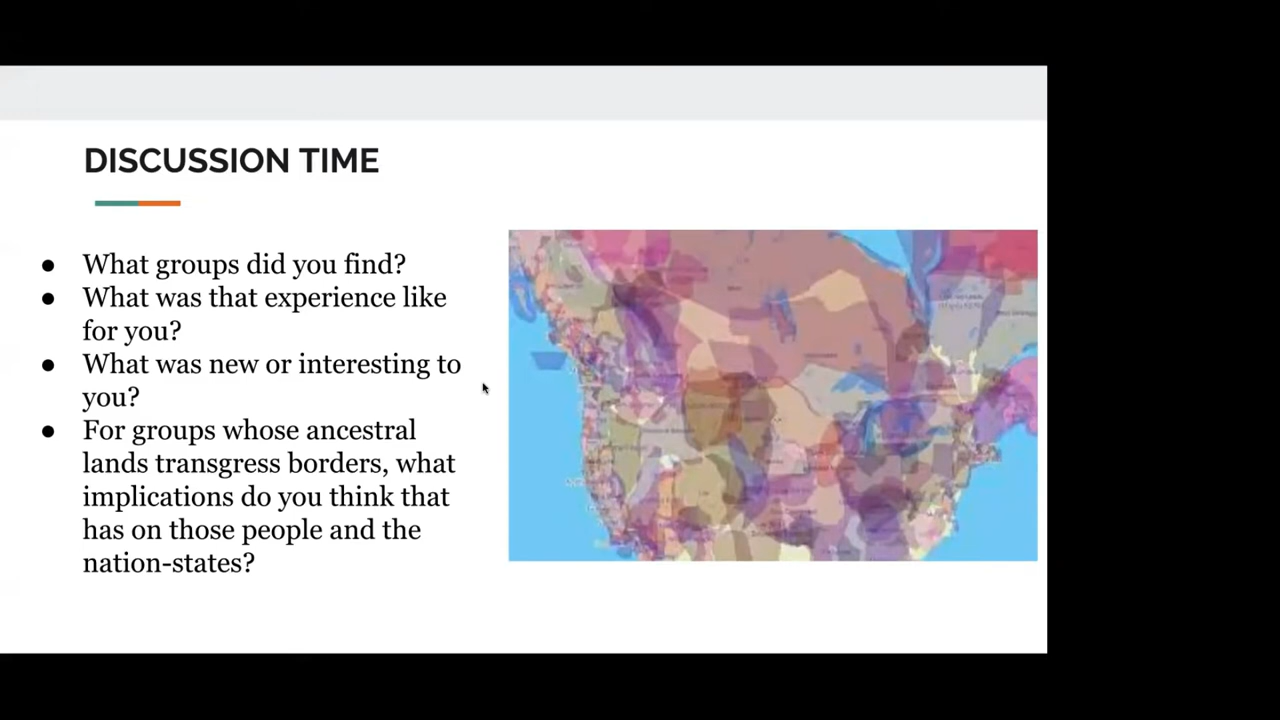 DISCUSSION TIME
● What groups did you find?
● What was that experience like
for you?
● What was new or interesting to
you?
● For groups whose ancestral
lands transgress borders, what
implications do you think that
has on those people and the
nation-states?